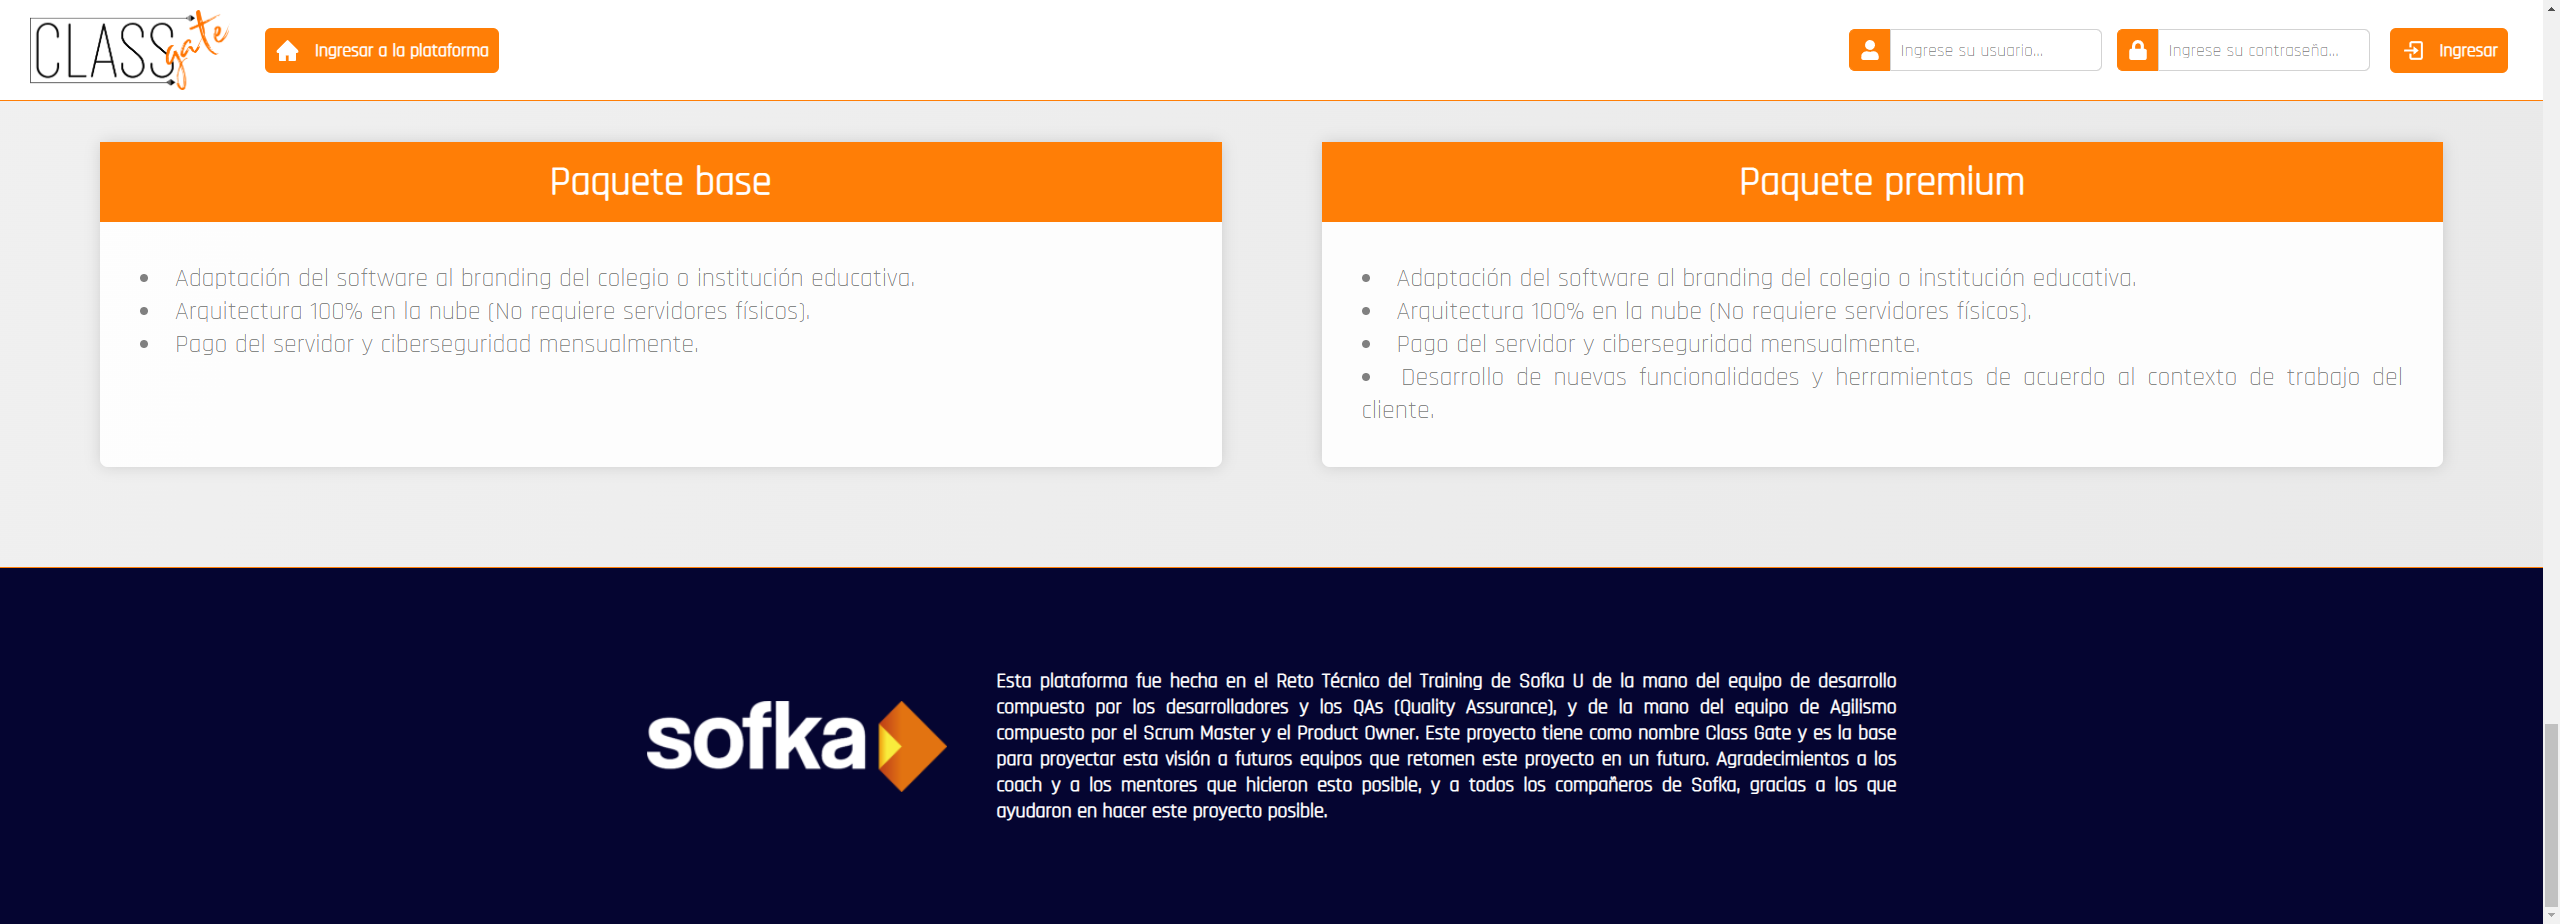 CLASSgate
Ingresar a la plataforma
Ingrese su usuario...
Ingrese su contraseña...
Ingresar
Paquete base
Adaptación del software al branding del colegio o institución educativa.
Arquitectura 100% en la nube (No requiere servidores físicos).
Pago del servidor y ciberseguridad mensualmente.
Paquete premium
Adaptación del software al branding del colegio o institución educativa.
Arquitectura 100% en la nube (No requiere servidores físicos).
Pago del servidor y ciberseguridad mensualmente.
Desarrollo de nuevas funcionalidades y herramientas de acuerdo al contexto de trabajo del
cliente.
sofka
Esta plataforma fue hecha en el Reto Técnico del Training de Sofka U de la mano del equipo de desarrollo
compuesto por los desarrolladores y los QAs (Quality Assurance), y de la mano del equipo de Agilismo
compuesto por el Scrum Master y el Product Owner. Este proyecto tiene como nombre Class Gate y es la base
para proyectar esta visión a futuros equipos que retomen este proyecto en un futuro. Agradecimientos a los
coach y a los mentores que hicieron esto posible, y a todos los compañeros de Sofka, gracias a los que
ayudaron en hacer este proyecto posible.